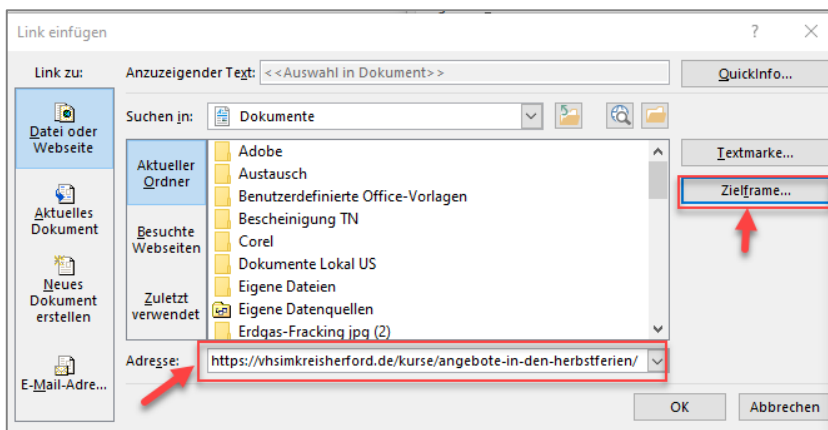 Link einfügen
? ×
Link zu:
Anzuzeigender Text: <<Auswahl in Dokument>>
QuickInfo...
Datei oder
Webseite
Suchen in: Dokumente
Aktueller
Ordner
Adobe
Austausch
Benutzerdefinierte Office-Vorlagen
Bescheinigung TN
Corel
Dokumente Lokal US
Eigene Dateien
Eigene Datenquellen
Erdgas-Fracking jpg (2)
Textmarke...
Zielframe...
Aktuelles
Dokument
Besuchte
Webseiten
Neues
Dokument
erstellen
Zuletzt
verwendet
E-Mail-Adre...
Adresse: https://vhsimkreisherford.de/kurse/angebote-in-den-herbstferien/
OK
Abbrechen